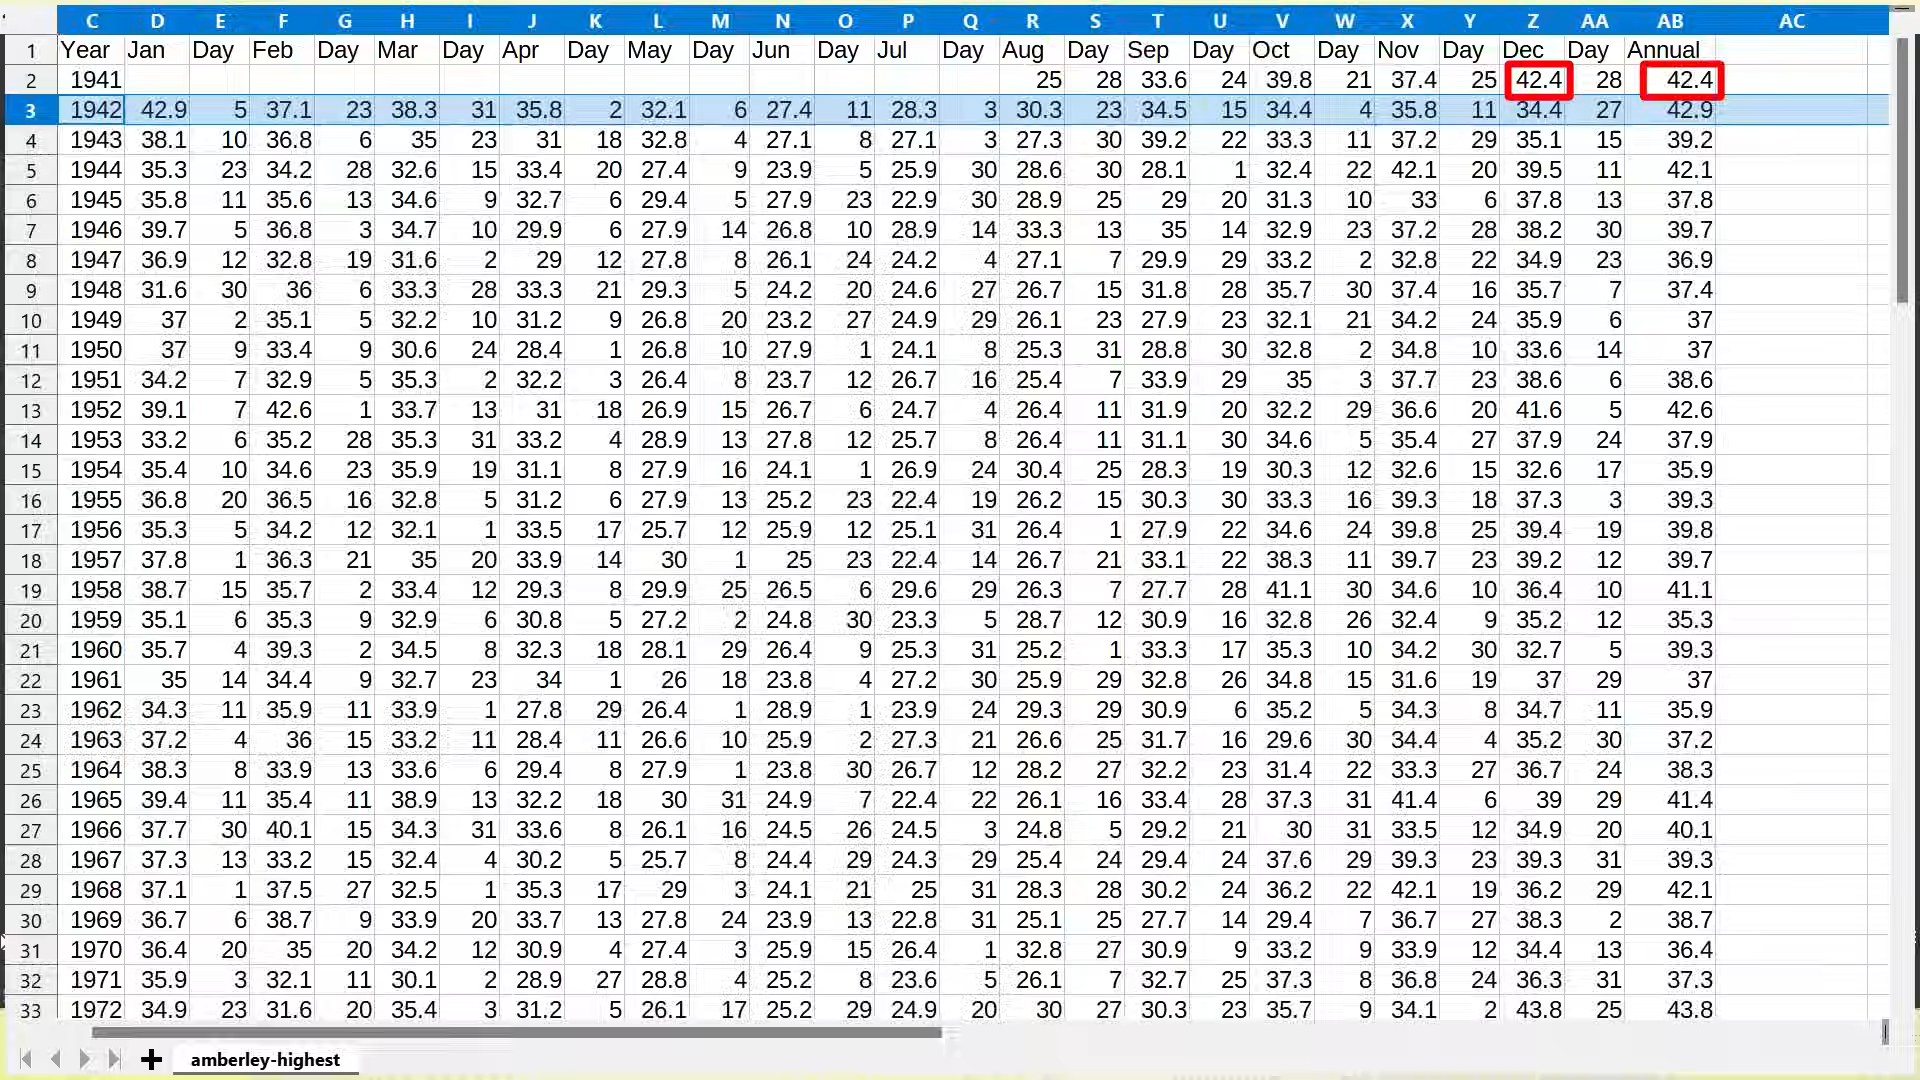 C D E F G H I J K L M N O P Q R S T U V W X Y Z AA AB AC
1 Year Jan Day Feb Day Mar Day Apr Day May Day Jun Day Jul Day Aug Day Sep Day Oct Day Nov Day Dec Day Annual
2 1941 25 28 33.6 24 39.8 21 37.4 25 42.4 28 42.4
3 1942 42.9 5 37.1 23 38.3 31 35.8 2 32.1 6 27.4 11 28.3 3 30.3 23 34.5 15 34.4 4 35.8 11 34.4 27 42.9
4 1943 38.1 10 36.8 6 35 23 31 18 32.8 4 27.1 8 27.1 3 27.3 30 39.2 22 33.3 11 37.2 29 35.1 15 39.2
5 1944 35.3 23 34.2 28 32.6 15 33.4 20 27.4 9 23.9 5 25.9 30 28.6 30 28.1 1 32.4 22 42.1 20 39.5 11 42.1
6 1945 35.8 11 35.6 13 34.6 9 32.7 6 29.4 5 27.9 23 22.9 30 28.9 25 29 20 31.3 10 33 6 37.8 13 37.8
7 1946 39.7 5 36.8 3 34.7 10 29.9 6 27.9 14 26.8 10 28.9 14 33.3 13 35 14 32.9 23 37.2 28 38.2 30 39.7
8 1947 36.9 12 32.8 19 31.6 2 29 12 27.8 8 26.1 24 24.2 4 27.1 7 29.9 29 33.2 2 32.8 22 34.9 23 36.9
9 1948 31.6 30 36 6 33.3 28 33.3 21 29.3 5 24.2 20 24.6 27 26.7 15 31.8 28 35.7 30 37.4 16 35.7 7 37.4
10 1949 37 2 35.1 5 32.2 10 31.2 9 26.8 20 23.2 27 24.9 29 26.1 23 27.9 23 32.1 21 34.2 24 35.9 6 37
11 1950 37 9 33.4 9 30.6 24 28.4 1 26.8 10 27.9 1 24.1 8 25.3 31 28.8 30 32.8 2 34.8 10 33.6 14 37
12 1951 34.2 7 32.9 5 35.3 2 32.2 3 26.4 8 23.7 12 26.7 16 25.4 7 33.9 29 35 3 37.7 23 38.6 6 38.6
13 1952 39.1 7 42.6 1 33.7 13 31 18 26.9 15 26.7 6 24.7 4 26.4 11 31.9 20 32.2 29 36.6 20 41.6 5 42.6
14 1953 33.2 6 35.2 28 35.3 31 33.2 4 28.9 13 27.8 12 25.7 8 26.4 11 31.1 30 34.6 5 35.4 27 37.9 24 37.9
15 1954 35.4 10 34.6 23 35.9 19 31.1 8 27.9 16 24.1 1 26.9 24 30.4 25 28.3 19 30.3 12 32.6 15 32.6 17 35.9
16 1955 36.8 20 36.5 16 32.8 5 31.2 6 27.9 13 25.2 23 22.4 19 26.2 15 30.3 30 33.3 16 39.3 18 37.3 3 39.3
17 1956 35.3 5 34.2 12 32.1 1 33.5 17 25.7 12 25.9 12 25.1 31 26.4 1 27.9 22 34.6 24 39.8 25 39.4 19 39.8
18 1957 37.8 1 36.3 21 35 20 33.9 14 30 1 25 23 22.4 14 26.7 21 33.1 22 38.3 11 39.7 23 39.2 12 39.7
19 1958 38.7 15 35.7 2 33.4 12 29.3 8 29.9 25 26.5 6 29.6 29 26.3 7 27.7 28 41.1 30 34.6 10 36.4 10 41.1
20 1959 35.1 6 35.3 9 32.9 6 30.8 5 27.2 2 24.8 30 23.3 5 28.7 12 30.9 16 32.8 26 32.4 9 35.2 12 35.3
21 1960 35.7 4 39.3 2 34.5 8 32.3 18 28.1 29 26.4 9 25.3 31 25.2 1 33.3 17 35.3 10 34.2 30 32.7 5 39.3
22 1961 35 14 34.4 9 32.7 23 34 1 26 18 23.8 4 27.2 30 25.9 29 32.8 26 34.8 15 31.6 19 37 29 37
23 1962 34.3 11 35.9 11 33.9 1 27.8 29 26.4 1 28.9 1 23.9 24 29.3 29 30.9 6 35.2 5 34.3 8 34.7 11 35.9
24 1963 37.2 4 36 15 33.2 11 28.4 11 26.6 10 25.9 2 27.3 21 26.6 25 31.7 16 29.6 30 34.4 4 35.2 30 37.2
25 1964 38.3 8 33.9 13 33.6 6 29.4 8 27.9 1 23.8 30 26.7 12 28.2 27 32.2 23 31.4 22 33.3 27 36.7 24 38.3
26 1965 39.4 11 35.4 11 38.9 13 32.2 18 30 31 24.9 7 22.4 22 26.1 16 33.4 28 37.3 31 41.4 6 39 29 41.4
27 1966 37.7 30 40.1 15 34.3 31 33.6 8 26.1 16 24.5 26 24.5 3 24.8 5 29.2 21 30 31 33.5 12 34.9 20 40.1
28 1967 37.3 13 33.2 15 32.4 4 30.2 5 25.7 8 24.4 29 24.3 29 25.4 24 29.4 24 37.6 29 39.3 23 39.3 31 39.3
29 1968 37.1 1 37.5 27 32.5 1 35.3 17 29 3 24.1 21 25 31 28.3 28 30.2 24 36.2 22 42.1 19 36.2 29 42.1
30 1969 36.7 6 38.7 9 33.9 20 33.7 13 27.8 24 23.9 13 22.8 31 25.1 25 27.7 14 29.4 7 36.7 27 38.3 2 38.7
31 1970 36.4 20 35 20 34.2 12 30.9 4 27.4 3 25.9 15 26.4 1 32.8 27 30.9 9 33.2 9 33.9 12 34.4 13 36.4
32 1971 35.9 3 32.1 11 30.1 2 28.9 27 28.8 4 25.2 8 23.6 5 26.1 7 32.7 25 37.3 8 36.8 24 36.3 31 37.3
33 1972 34.9 23 31.6 20 35.4 3 31.2 5 26.1 17 25.2 29 24.9 20 30 27 30.3 23 35.7 9 34.1 2 43.8 25 43.8
amberley-highest